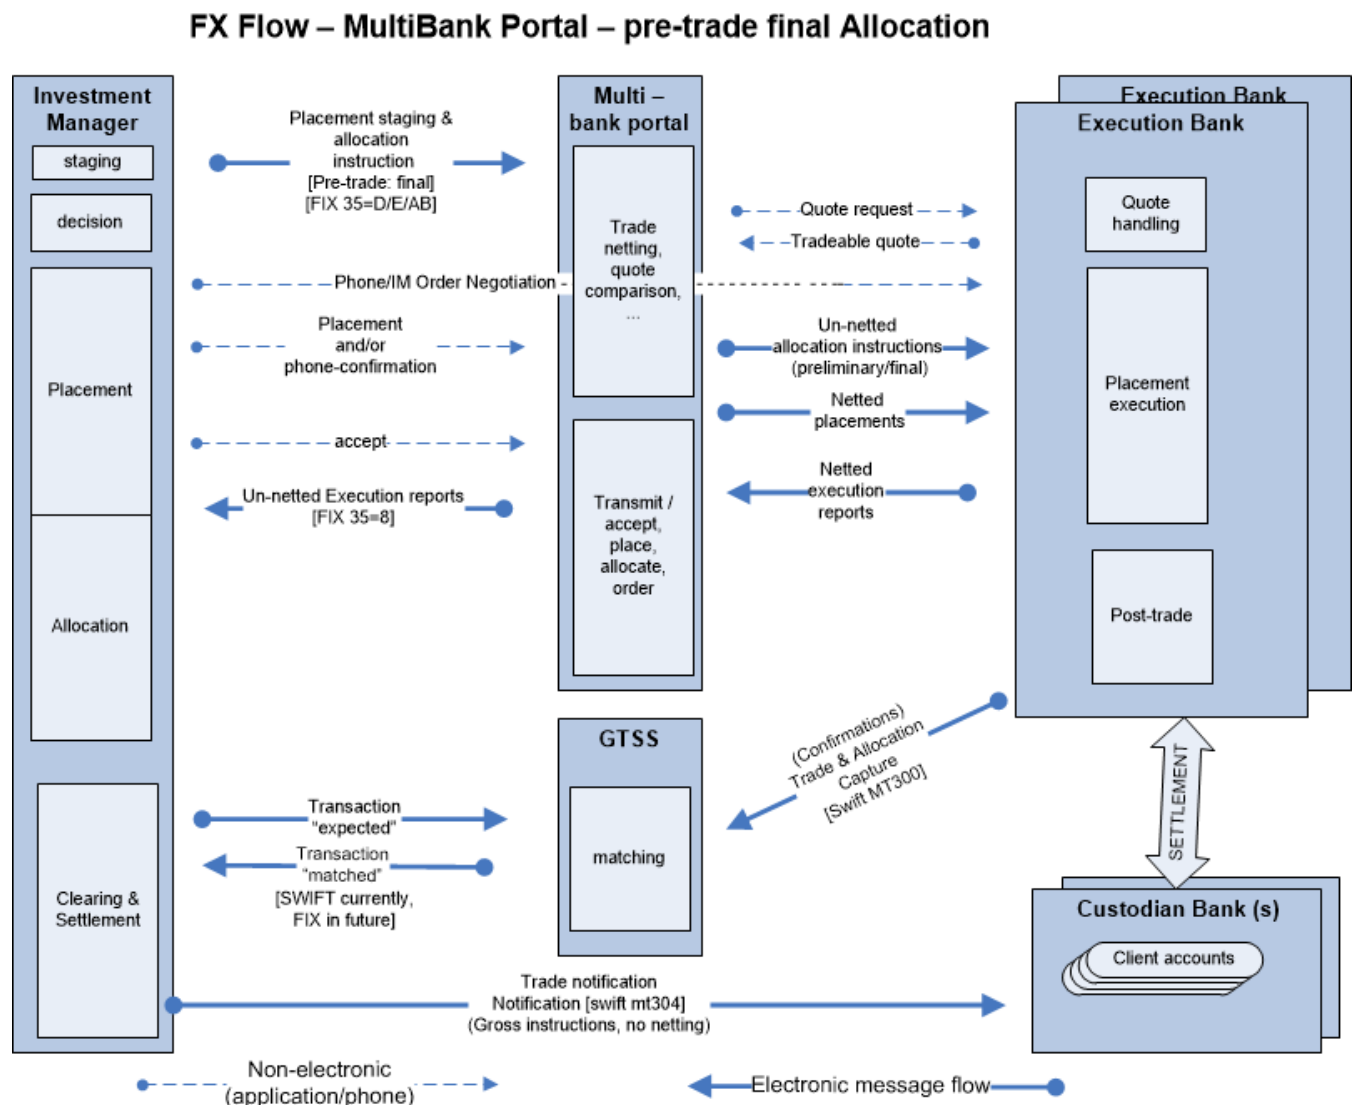 FX Flow – MultiBank Portal – pre-trade final Allocation
Investment
Manager
staging
decision
Placement
Allocation
Clearing &
Settlement
Placement staging &
allocation
instruction
[Pre-trade: final]
[FIX 35=D/E/AB]
Phone/IM Order Negotiation
Placement
and/or
phone-confirmation
accept
Un-netted Execution reports
[FIX 35=8]
Transaction
“expected”
Transaction
“matched”
[SWIFT currently,
FIX in future]
Multi –
bank portal
Trade
netting,
quote
comparison,
...
Transmit /
accept,
place,
allocate,
order
GTSS
matching
Quote request
Tradeable quote
Un-netted
allocation instructions
(preliminary/final)
Netted
placements
Netted
execution
reports
(Confirmations)
Trade & Allocation
Capture
[Swift MT300]
Execution Bank
Execution Bank
Quote
handling
Placement
execution
Post-trade
SETTLEMENT
Custodian Bank (s)
Client accounts
Trade notification
Notification [swift mt304]
(Gross instructions, no netting)
Non-electronic
(application/phone)
Electronic message flow